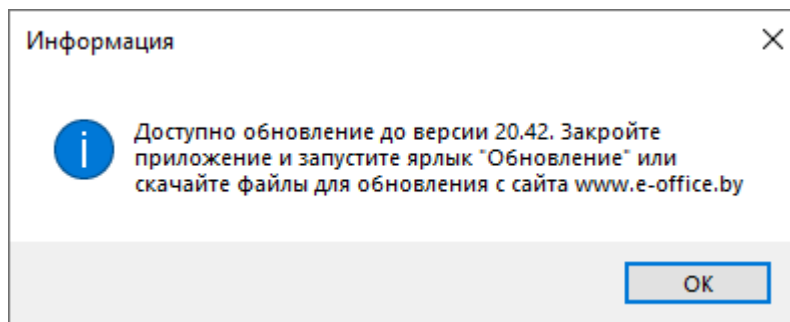 Информация
Доступно обновление до версии 20.42. Закройте
приложение и запустите ярлык "Обновление" или
скачайте файлы для обновления с сайта www.e-office.by
OK